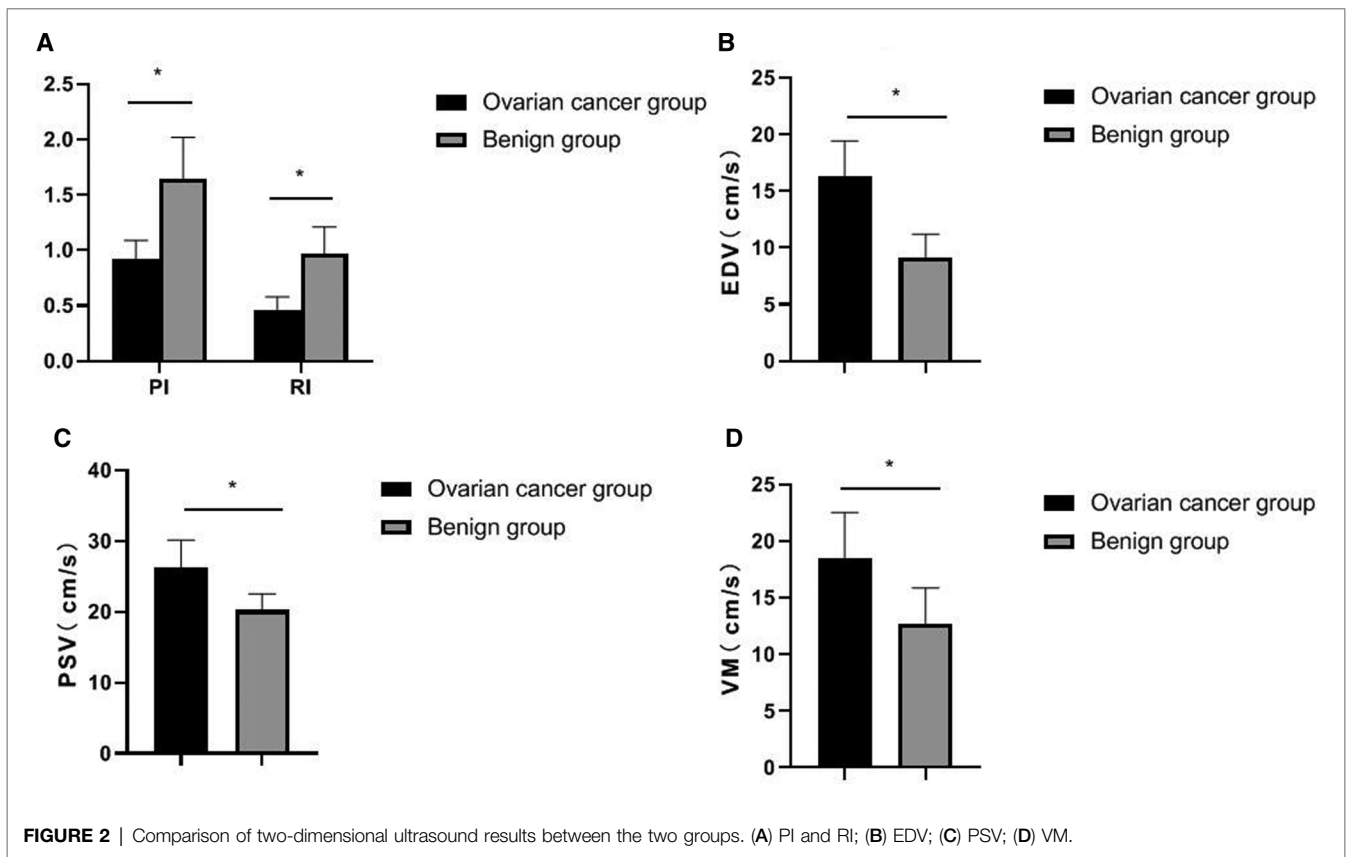 A
2.5
2.0
1.5
1.0
0.5
0.0
*
*
PI
RI
Ovarian cancer group
Benign group
B
25
20
15
10
5
0
EDV( cm/s)
*
Ovarian cancer group
Benign group
C
40
30
20
10
0
PSV( cm/s)
*
Ovarian cancer group
Benign group
D
25
20
15
10
5
0
VM( cm/s)
*
Ovarian cancer group
Benign group
FIGURE 2 | Comparison of two-dimensional ultrasound results between the two groups. (A) PI and RI; (B) EDV; (C) PSV; (D) VM.